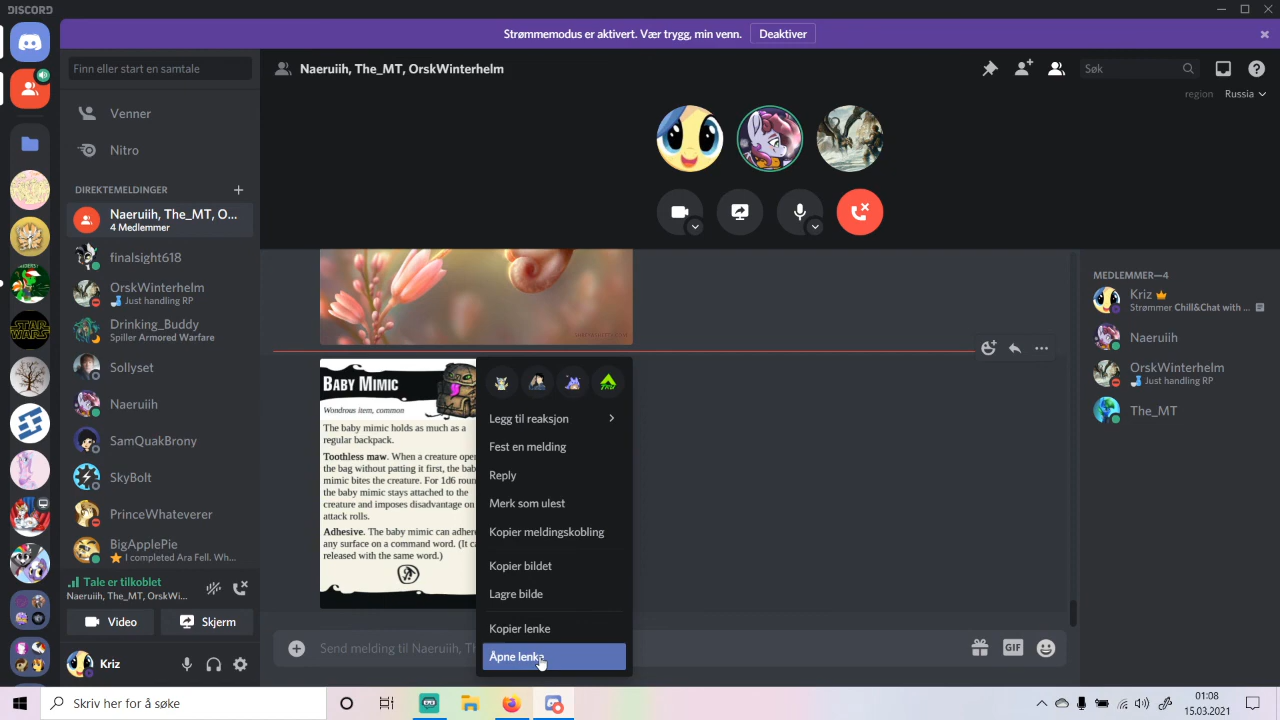 DISCORD
Strømmemodus er aktivert. Vær trygg, min venn.
Deaktiver
Finn eller start en samtale
Naeruiih, The_MT, OrskWinterhelm
Søk
region
Russia
Venner
Nitro
DIREKTEMELDINGER
Naeruiih, The_MT, O...
4 Medlemmer
finalsight618
OrskWinterhelm
Just handling RP
Drinking_Buddy
Spiller Armored Warfare
Sollyset
Naeruiih
SamQuakBrony
SkyBolt
PrinceWhateverer
BigApplePie
I completed Ara Fell. Wh...
Tale er tilkoblet
Naeruiih, The_MT, OrskWi...
Video
Skjerm
Kriz
STAR
WARS
BABY MIMIC
Wondrous item, common
The baby mimic holds as much as a
regular backpack.
Toothless maw. When a creature ope
the bag without patting it first, the bab
mimic bites the creature. For 1d6 roun
the baby mimic stays attached to the
creature and imposes disadvantage on
attack rolls.
Adhesive. The baby mimic can adher
any surface on a command word. (It ca
released with the same word.)
TRU
Legg til reaksjon
Fest en melding
Reply
Merk som ulest
Kopier meldingskobling
Kopier bildet
Lagre bilde
Kopier lenke
Åpne lenke
Send melding til Naeruiih, Th
GIF
MEDLEMMER—4
Kriz
Strømmer Chill&Chat with ...
Naeruiih
OrskWinterhelm
Just handling RP
The_MT
Skriv her for å søke
01:08
15.03.2021